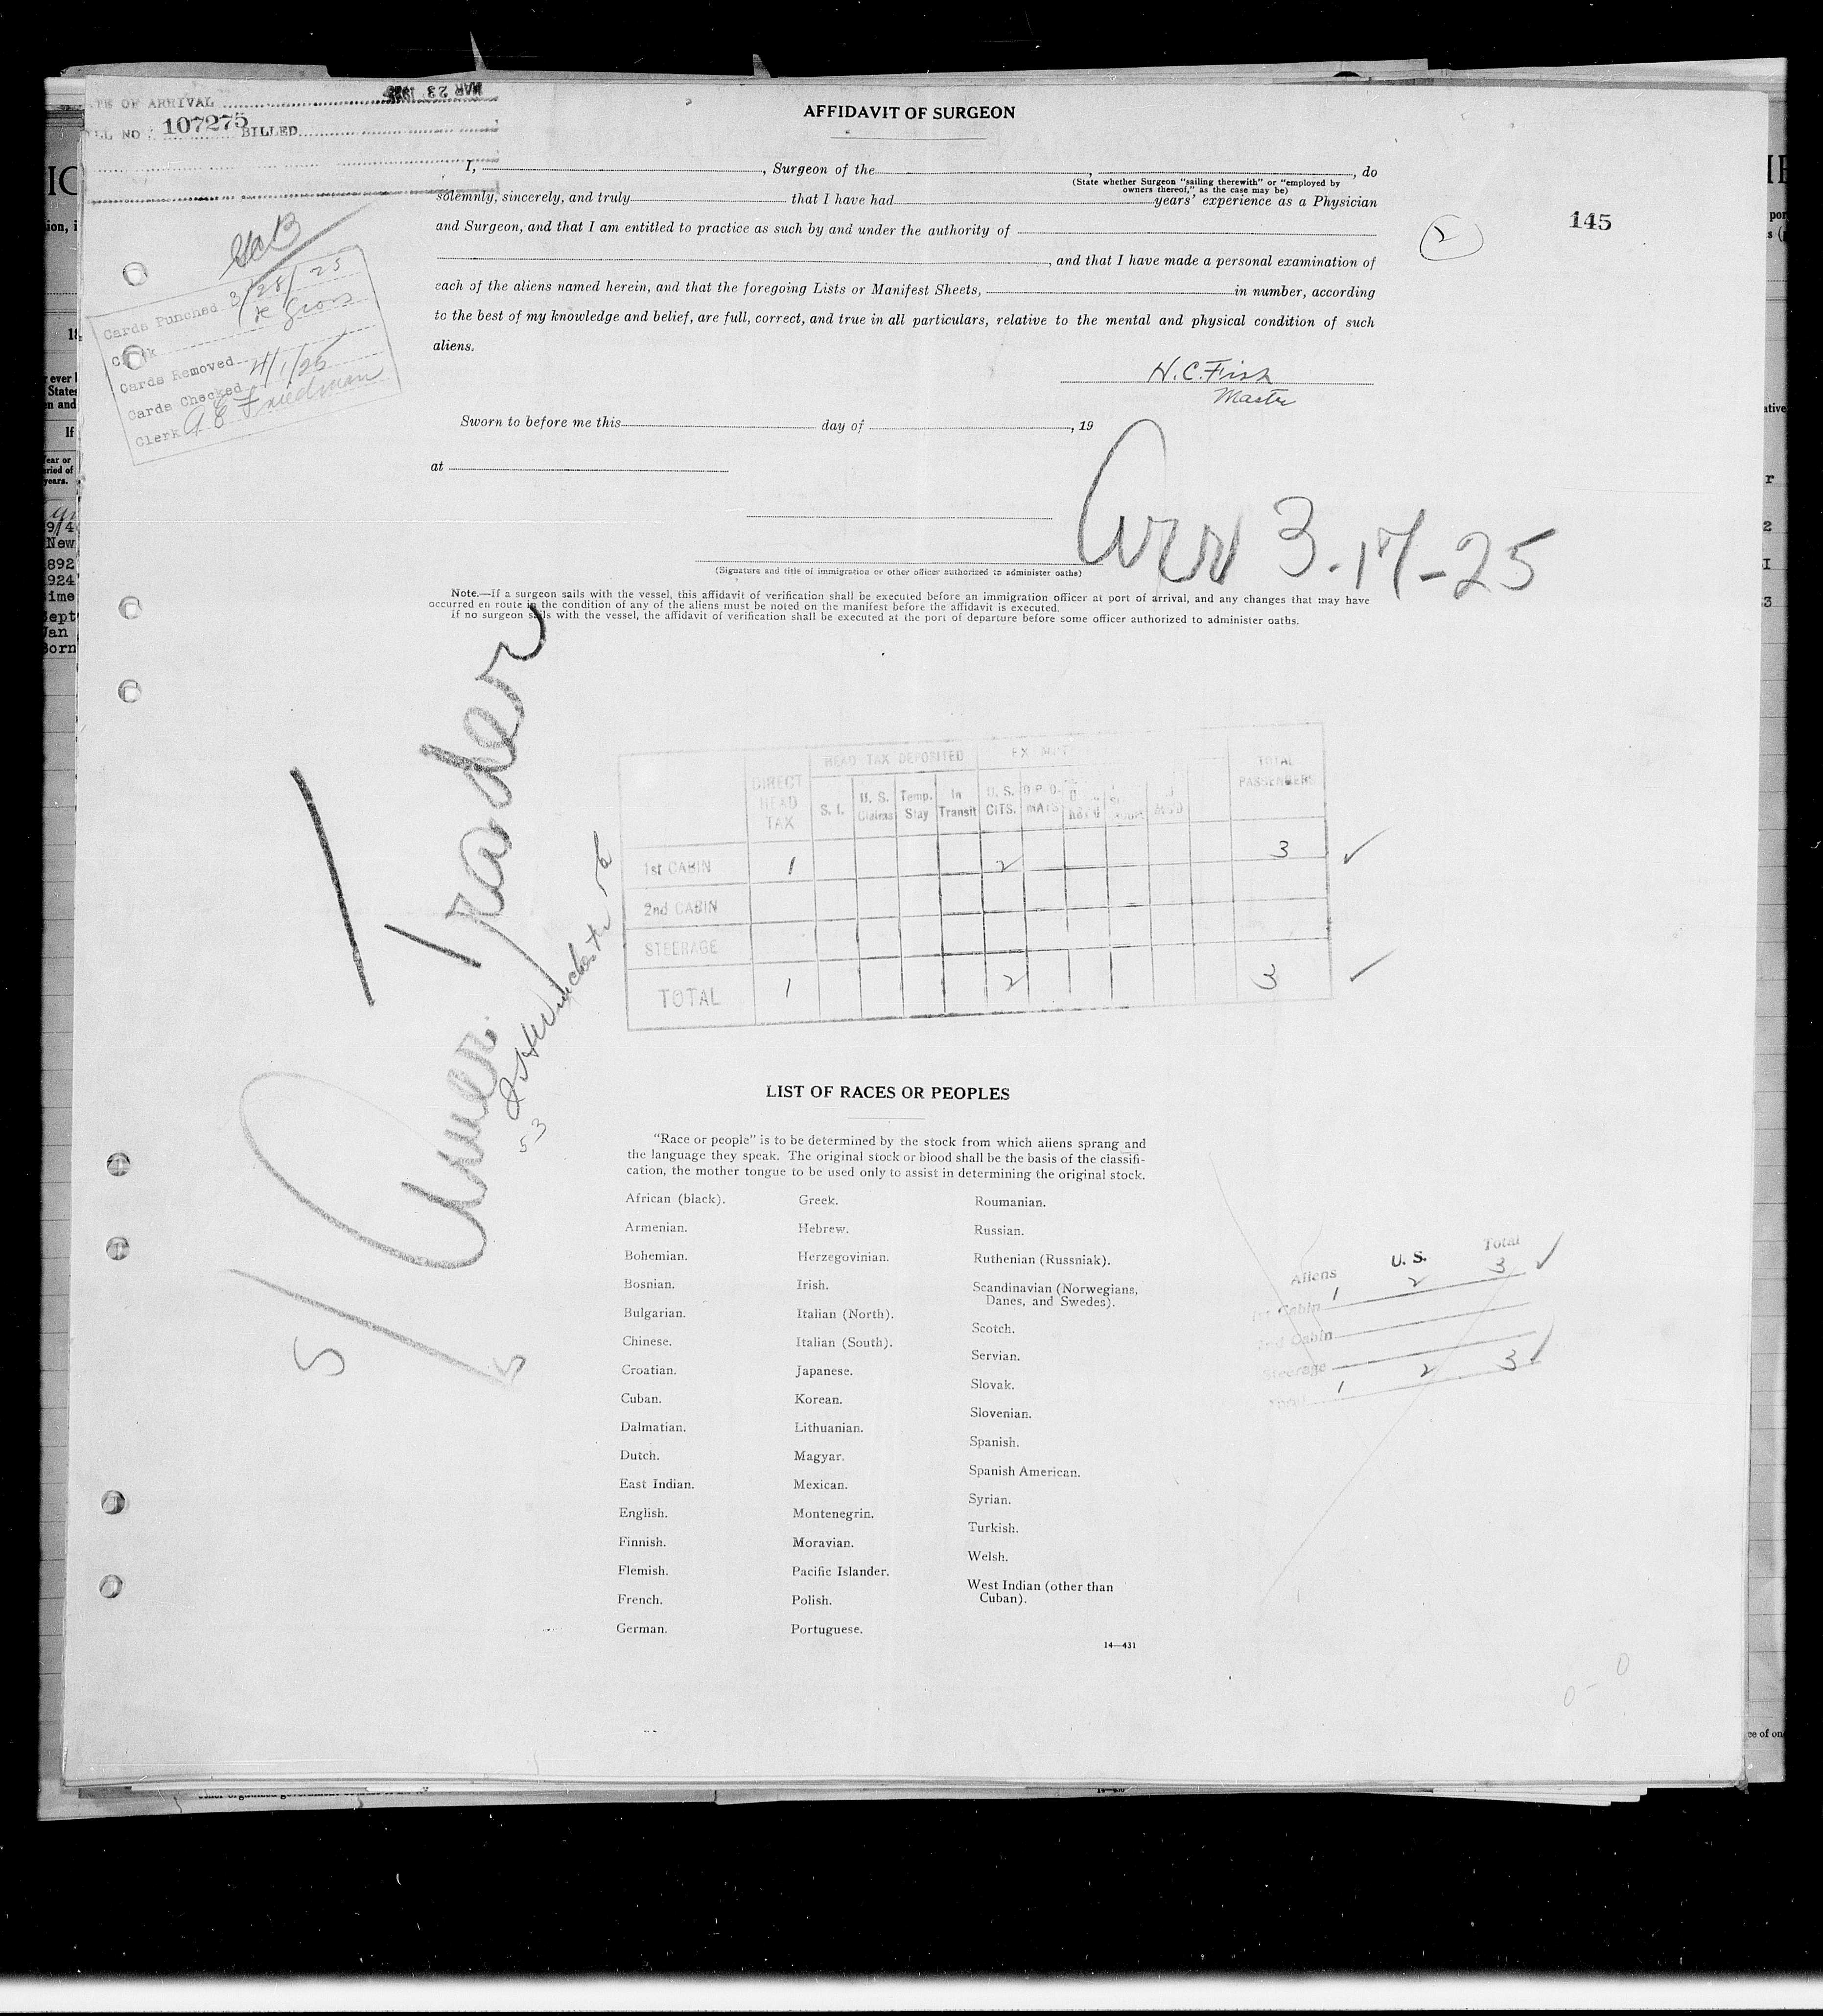 MAR 23 1925
OF ARRIVAL
NO. 107275 BILLED
AFFIDAVIT OF SURGEON
I, , Surgeon of the , , do
(State whether Surgeon "sailing therewith" or "employed by
owners thereof," as the case may be)
solemnly, sincerely, and truly that I have had years' experience as a Physician
and Surgeon, and that I am entitled to practice as such by and under the authority of
, and that I have made a personal examination of
each of the aliens named herein, and that the foregoing Lists or Manifest Sheets, in number, according
to the best of my knowledge and belief, are full, correct, and true in all particulars, relative to the mental and physical condition of such
aliens.
2
145
Cards Punched 3/28/25
Clerk
Cards Removed
Cards Checked 4/1/25
Clerk A E Friedman
H. C. Fish
Master
Sworn to before me this day of , 19
at
Arr 3-17-25
(Signature and title of immigration or other officer authorized to administer oaths)
Note.—If a surgeon sails with the vessel, this affidavit of verification shall be executed before an immigration officer at port of arrival, and any changes that may have
occurred en route in the condition of any of the aliens must be noted on the manifest before the affidavit is executed.
If no surgeon sails with the vessel, the affidavit of verification shall be executed at the port of departure before some officer authorized to administer oaths.
Amer. Trader
53
5
5
DIRECT HEAD TAX
HEAD TAX DEPOSITED
TOTAL PASSENGERS
S. I. U. S. Claims Temp. Stay In Transit U. S. CITS.
1st CABIN 1 2 3
2nd CABIN
STEERAGE
TOTAL 1 2 3
LIST OF RACES OR PEOPLES
"Race or people" is to be determined by the stock from which aliens sprang and
the language they speak. The original stock or blood shall be the basis of the classifi-
cation, the mother tongue to be used only to assist in determining the original stock.
African (black).
Armenian.
Bohemian.
Bosnian.
Bulgarian.
Chinese.
Croatian.
Cuban.
Dalmatian.
Dutch.
East Indian.
English.
Finnish.
Flemish.
French.
German.
Greek.
Hebrew.
Herzegovinian.
Irish.
Italian (North).
Italian (South).
Japanese.
Korean.
Lithuanian.
Magyar.
Mexican.
Montenegrin.
Moravian.
Pacific Islander.
Polish.
Portuguese.
Roumanian.
Russian.
Ruthenian (Russniak).
Scandinavian (Norwegians,
Danes, and Swedes).
Scotch.
Servian.
Slovak.
Slovenian.
Spanish.
Spanish American.
Syrian.
Turkish.
Welsh.
West Indian (other than
Cuban).
14—431
Aliens U. S. Total
1st Cabin 1 2 3
2nd Cabin
Steerage
Total 1 2 3